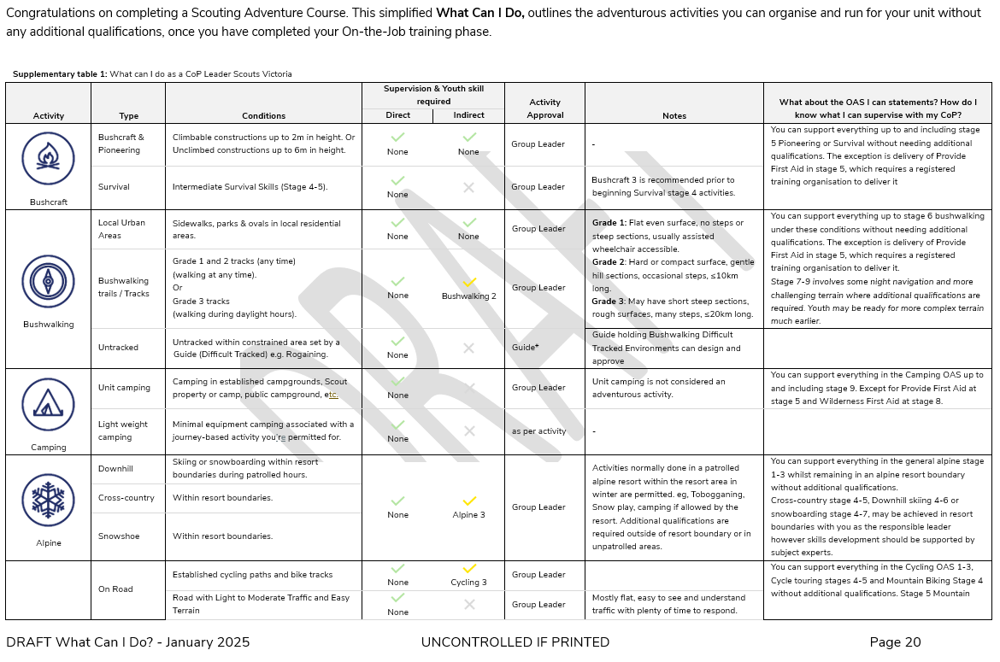 Congratulations on completing a Scouting Adventure Course. This simplified What Can I Do, outlines the adventurous activities you can organise and run for your unit without
any additional qualifications, once you have completed your On-the-Job training phase.
Supplementary table 1: What can I do as a CoP Leader Scouts Victoria
Activity
Type
Conditions
Supervision & Youth skill
required
Direct
Indirect
Activity
Approval
Notes
What about the OAS I can statements? How do I
know what I can supervise with my CoP?
Bushcraft
Bushcraft &
Pioneering
Climbable constructions up to 2m in height. Or
Unclimbed constructions up to 6m in height.
None
None
Group Leader
-
You can support everything up to and including stage
5 Pioneering or Survival without needing additional
qualifications. The exception is delivery of Provide
First Aid in stage 5, which requires a registered
training organisation to deliver it
Survival
Intermediate Survival Skills (Stage 4-5).
None
Group Leader
Bushcraft 3 is recommended prior to
beginning Survival stage 4 activities.
Bushwalking
Local Urban
Areas
Sidewalks, parks & ovals in local residential
areas.
None
None
Group Leader
Grade 1: Flat even surface, no steps or
steep sections, usually assisted
wheelchair accessible.
Grade 2: Hard or compact surface, gentle
hill sections, occasional steps, ≤10km
long.
Grade 3: May have short steep sections,
rough surfaces, many steps, ≤20km long.
You can support everything up to stage 6 bushwalking
under these conditions without needing additional
qualifications. The exception is delivery of Provide
First Aid in stage 5, which requires a registered
training organisation to deliver it.
Stage 7-9 involves some night navigation and more
challenging terrain where additional qualifications are
required. Youth may be ready for more complex terrain
much earlier.
Bushwalking
trails / Tracks
Grade 1 and 2 tracks (any time)
(walking at any time).
Or
Grade 3 tracks
(walking during daylight hours).
None
Bushwalking 2
Group Leader
Untracked
Untracked within constrained area set by a
Guide (Difficult Tracked) e.g. Rogaining.
None
Guide*
Guide holding Bushwalking Difficult
Tracked Environments can design and
approve
Camping
Unit camping
Camping in established campgrounds, Scout
property or camp, public campground, etc.
None
Group Leader
Unit camping is not considered an
adventurous activity.
You can support everything in the Camping OAS up to
and including stage 9. Except for Provide First Aid at
stage 5 and Wilderness First Aid at stage 8.
Light weight
camping
Minimal equipment camping associated with a
journey-based activity you're permitted for.
None
as per activity
-
Alpine
Downhill
Skiing or snowboarding within resort
boundaries during patrolled hours.
None
Alpine 3
Group Leader
Activities normally done in a patrolled
alpine resort within the resort area in
winter are permitted. eg, Tobogganing,
Snow play, camping if allowed by the
resort. Additional qualifications are
required outside of resort boundary or in
unpatrolled areas.
You can support everything in the general alpine stage
1-3 whilst remaining in an alpine resort boundary
without additional qualifications.
Cross-country stage 4-5, Downhill skiing 4-6 or
snowboarding stage 4-7, may be achieved in resort
boundaries with you as the responsible leader
however skills development should be supported by
subject experts.
Cross-country
Within resort boundaries.
Snowshoe
Within resort boundaries.
On Road
Established cycling paths and bike tracks
None
Cycling 3
Group Leader
You can support everything in the Cycling OAS 1-3,
Cycle touring stages 4-5 and Mountain Biking Stage 4
without additional qualifications. Stage 5 Mountain
Road with Light to Moderate Traffic and Easy
Terrain
None
Group Leader
Mostly flat, easy to see and understand
traffic with plenty of time to respond.
DRAFT
DRAFT What Can I Do? - January 2025
UNCONTROLLED IF PRINTED
Page 20